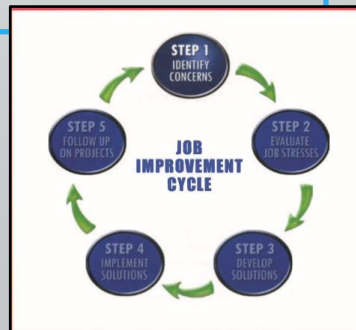 STEP 1
IDENTIFY
CONCERNS
STEP 2
EVALUATE
JOB STRESSES
STEP 3
DEVELOP
SOLUTIONS
STEP 4
IMPLEMENT
SOLUTIONS
STEP 5
FOLLOW UP
ON PROJECTS
JOB
IMPROVEMENT
CYCLE